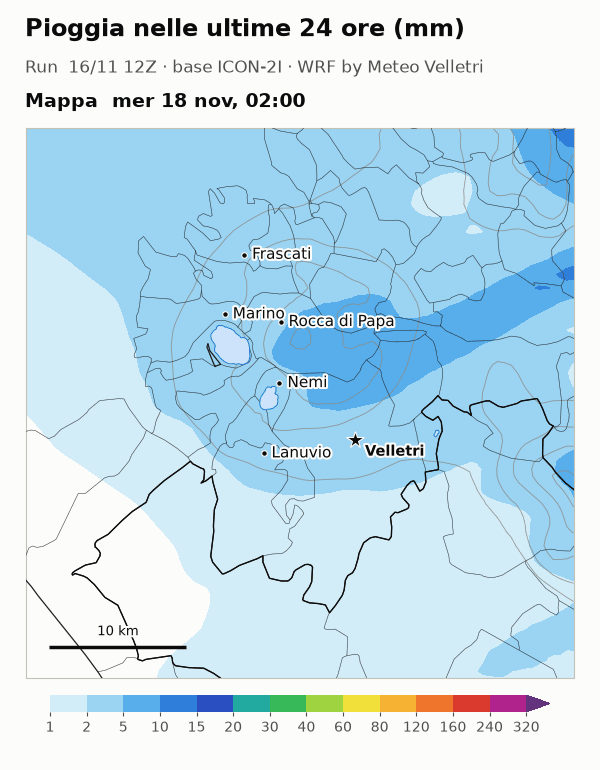 Pioggia nelle ultime 24 ore (mm)
Run  16/11 12Z · base ICON-2I · WRF by Meteo Velletri
Mappa  mer 18 nov, 02:00
Frascati
Marino
Rocca di Papa
Nemi
Velletri
Lanuvio
10 km
1 2 5 10 15 20 30 40 60 80 120 160 240 320